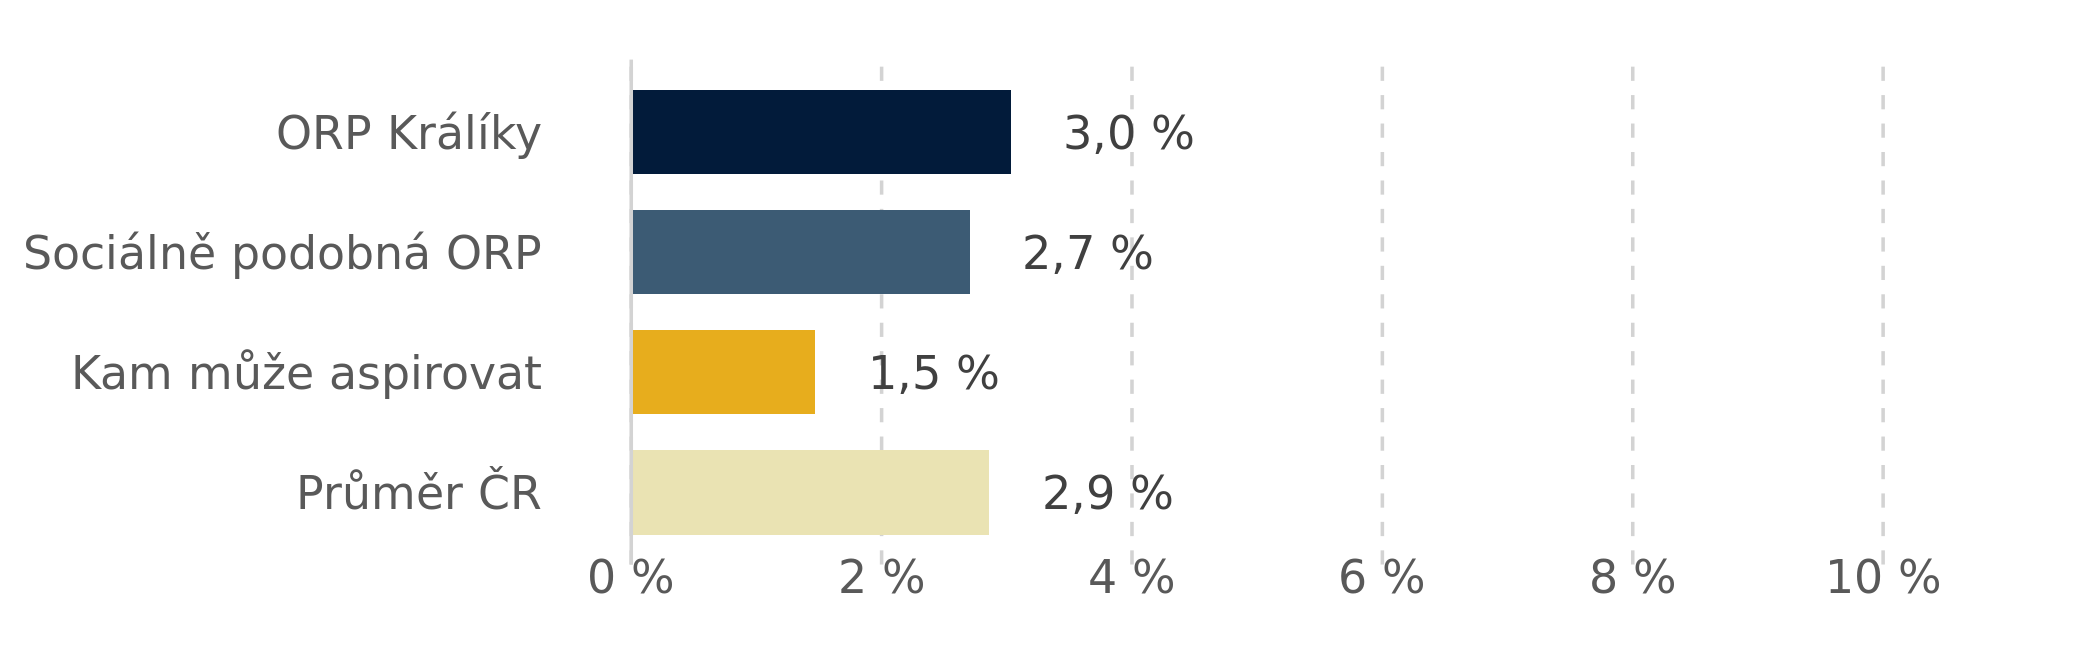 ORP Králíky 3,0 %
Sociálně podobná ORP 2,7 %
Kam může aspirovat 1,5 %
Průměr ČR 2,9 %
0 % 2 % 4 % 6 % 8 % 10 %